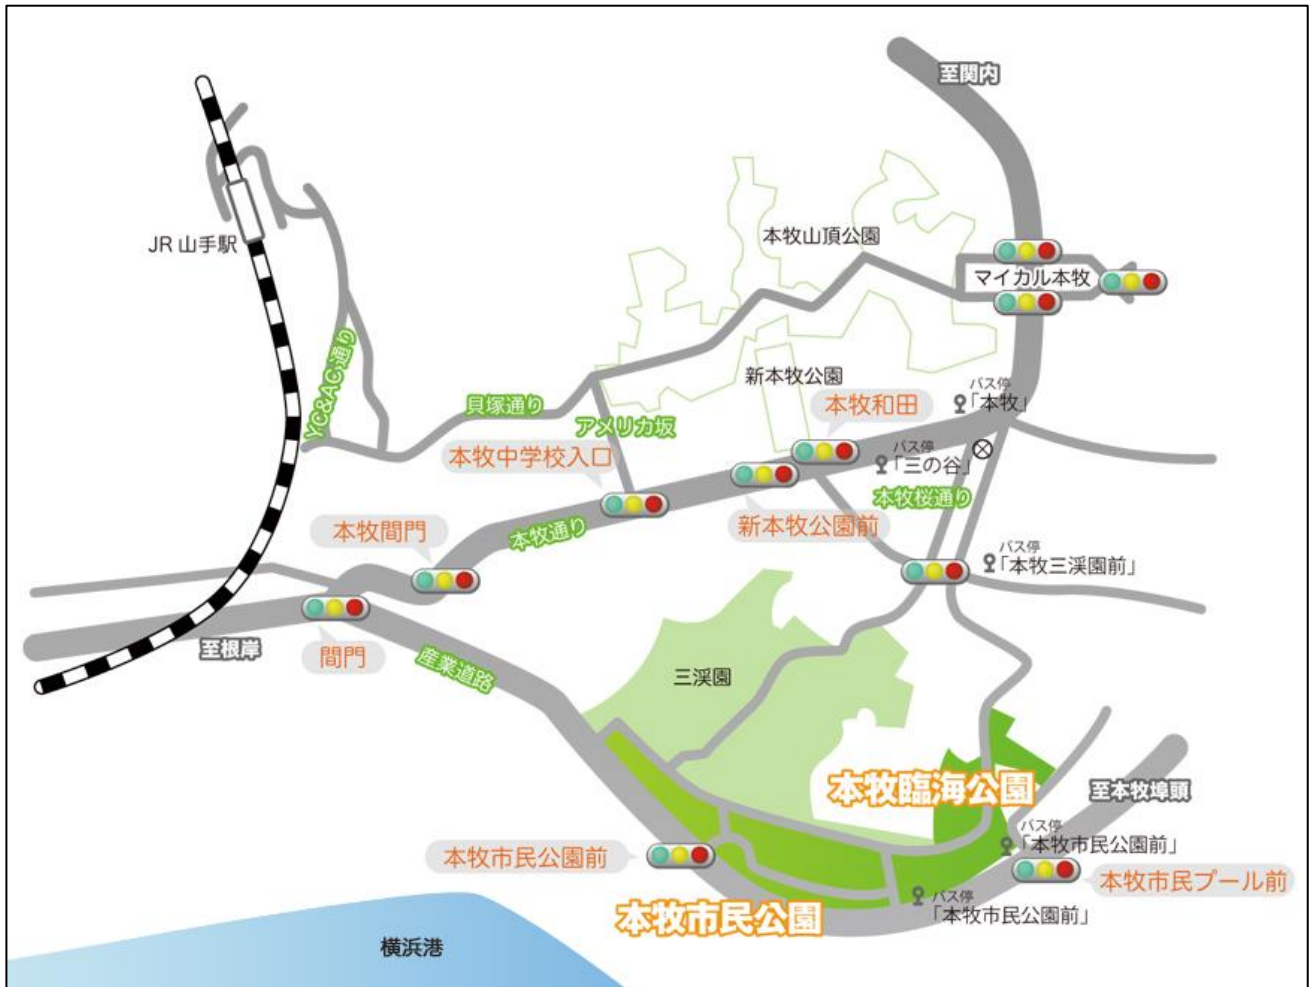 至関内
JR 山手駅
本牧山頂公園
マイカル本牧
YC&AC通り
新本牧公園
バス停
「本牧」
本牧和田
貝塚通り
アメリカ坂
本牧中学校入口
バス停
「三の谷」
本牧桜通り
新本牧公園前
本牧通り
本牧間門
バス停
「本牧三渓園前」
至根岸
間門
産業道路
三渓園
本牧臨海公園
至本牧埠頭
バス停
「本牧市民公園前」
本牧市民公園前
本牧市民プール前
バス停
「本牧市民公園前」
本牧市民公園
横浜港